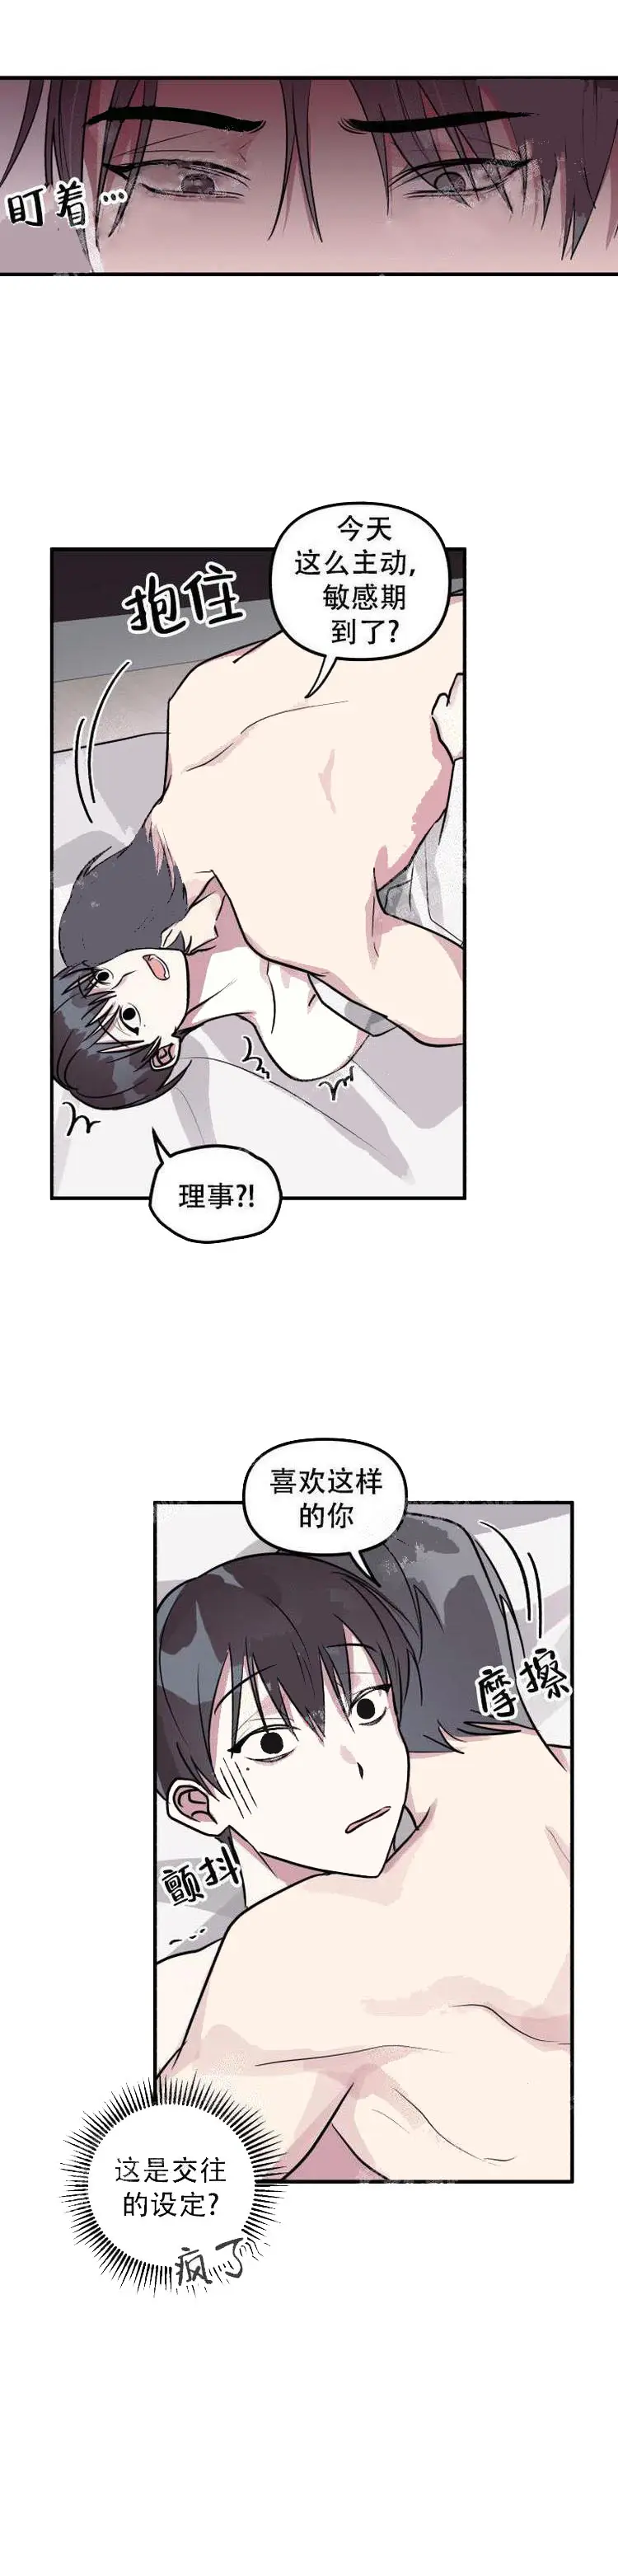 盯着…
抱住
今天
这么主动,
敏感期
到了?
理事?!
喜欢这样
的你
摩擦
颤抖
这是交往
的设定?
疯了